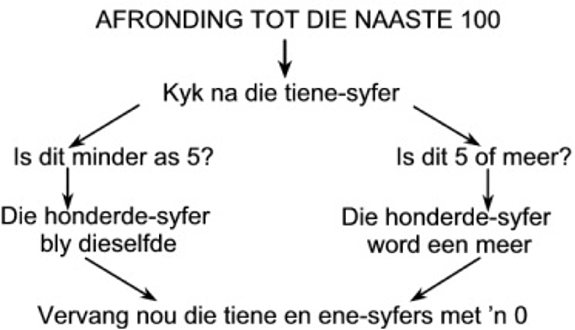 AFRONDING TOT DIE NAASTE 100
Kyk na die tiene-syfer
Is dit minder as 5?
Die honderde-syfer
bly dieselfde
Is dit 5 of meer?
Die honderde-syfer
word een meer
Vervang nou die tiene en ene-syfers met 'n 0